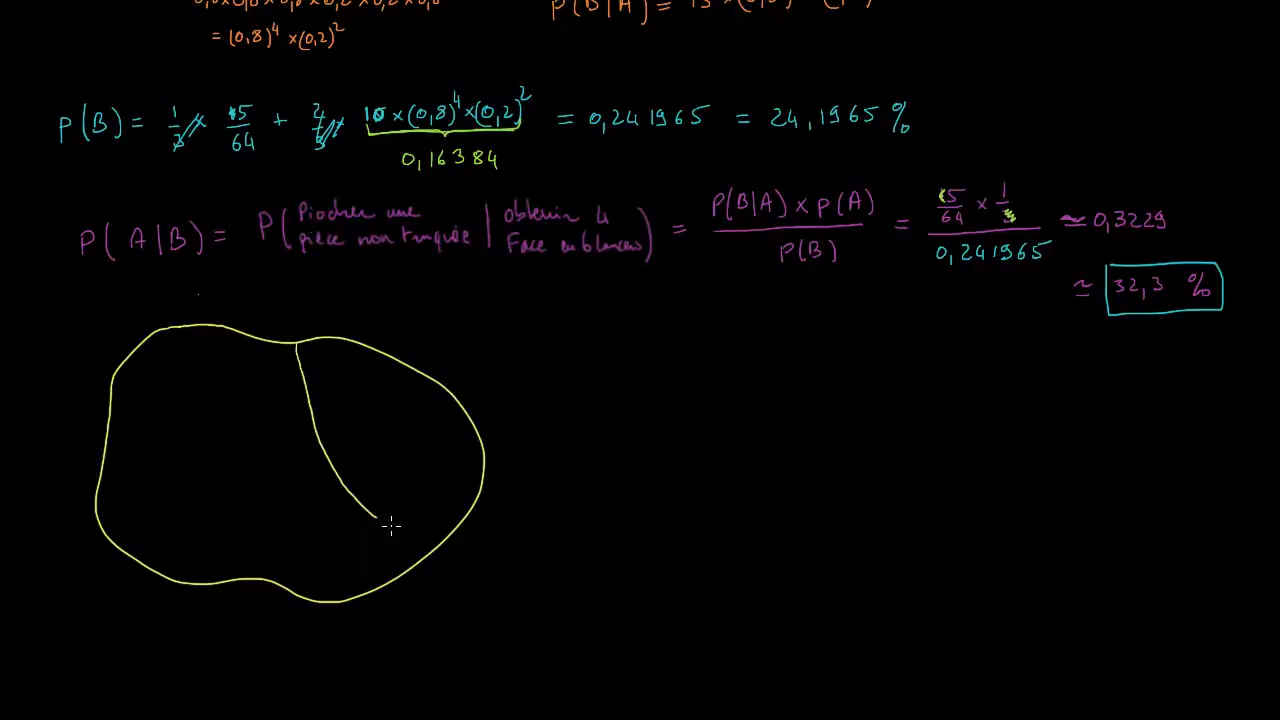 = (0,8)⁴ × (0,2)²
P(B|A) =
P(B) = 1/3 × 15/64 + 2/3 × 15 × (0,8)⁴ × (0,2)² = 0,241965 = 24,1965 %
0,16384
P(A|B) = P(Piocher une pièce non truquée | obtenir 4 Face en 6 lancers) = P(B|A) × P(A) / P(B) = 15/64 × 1/3 / 0,241965 ≃ 0,3229
≃ 32,3 %